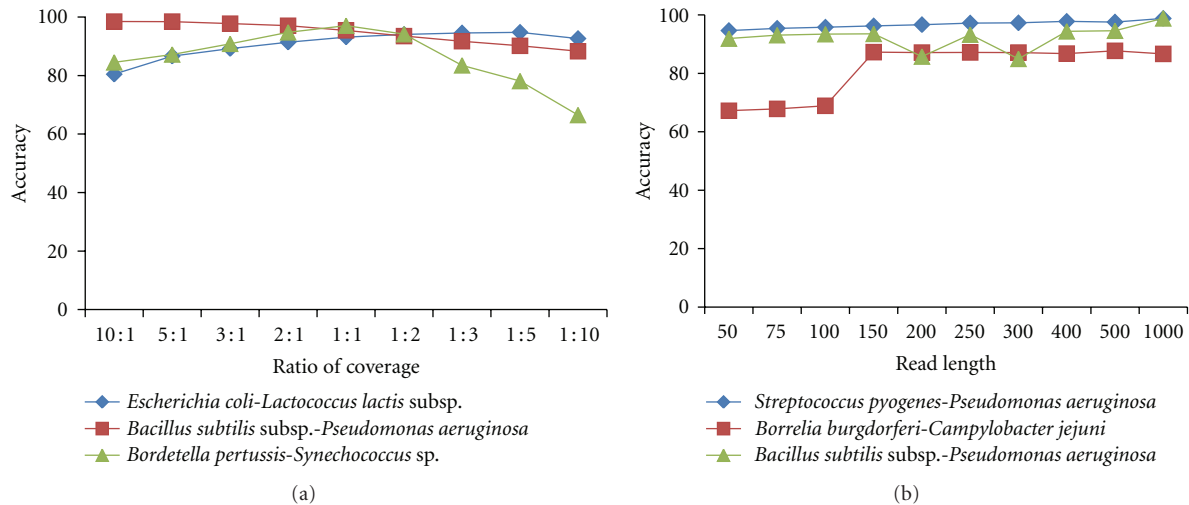 100
80
60
40
20
0
Accuracy
10:1 5:1 3:1 2:1 1:1 1:2 1:3 1:5 1:10
Ratio of coverage
Escherichia coli-Lactococcus lactis subsp.
Bacillus subtilis subsp.-Pseudomonas aeruginosa
Bordetella pertussis-Synechococcus sp.
(a)
100
80
60
40
20
0
Accuracy
50 75 100 150 200 250 300 400 500 1000
Read length
Streptococcus pyogenes-Pseudomonas aeruginosa
Borrelia burgdorferi-Campylobacter jejuni
Bacillus subtilis subsp.-Pseudomonas aeruginosa
(b)